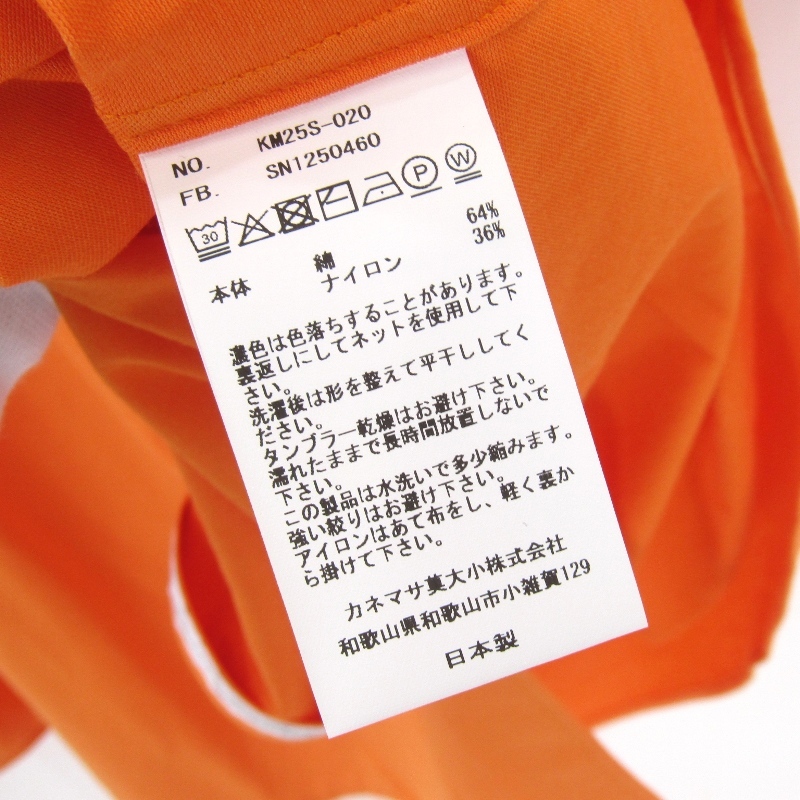 NO. KM25S-020
FB. SN1250460
30 P W
本体 綿 64%
ナイロン 36%
濃色は色落ちすることがあります。
裏返しにしてネットを使用して下
さい。
洗濯後は形を整えて平干ししてく
ださい。
タンブラー乾燥はお避け下さい。
濡れたままで長時間放置しないで
下さい。
この製品は水洗いで多少縮みます。
強い絞りはお避け下さい。
アイロンはあて布をし、軽く裏か
ら掛けて下さい。
カネマサ莫大小株式会社
和歌山県和歌山市小雑賀129
日本製